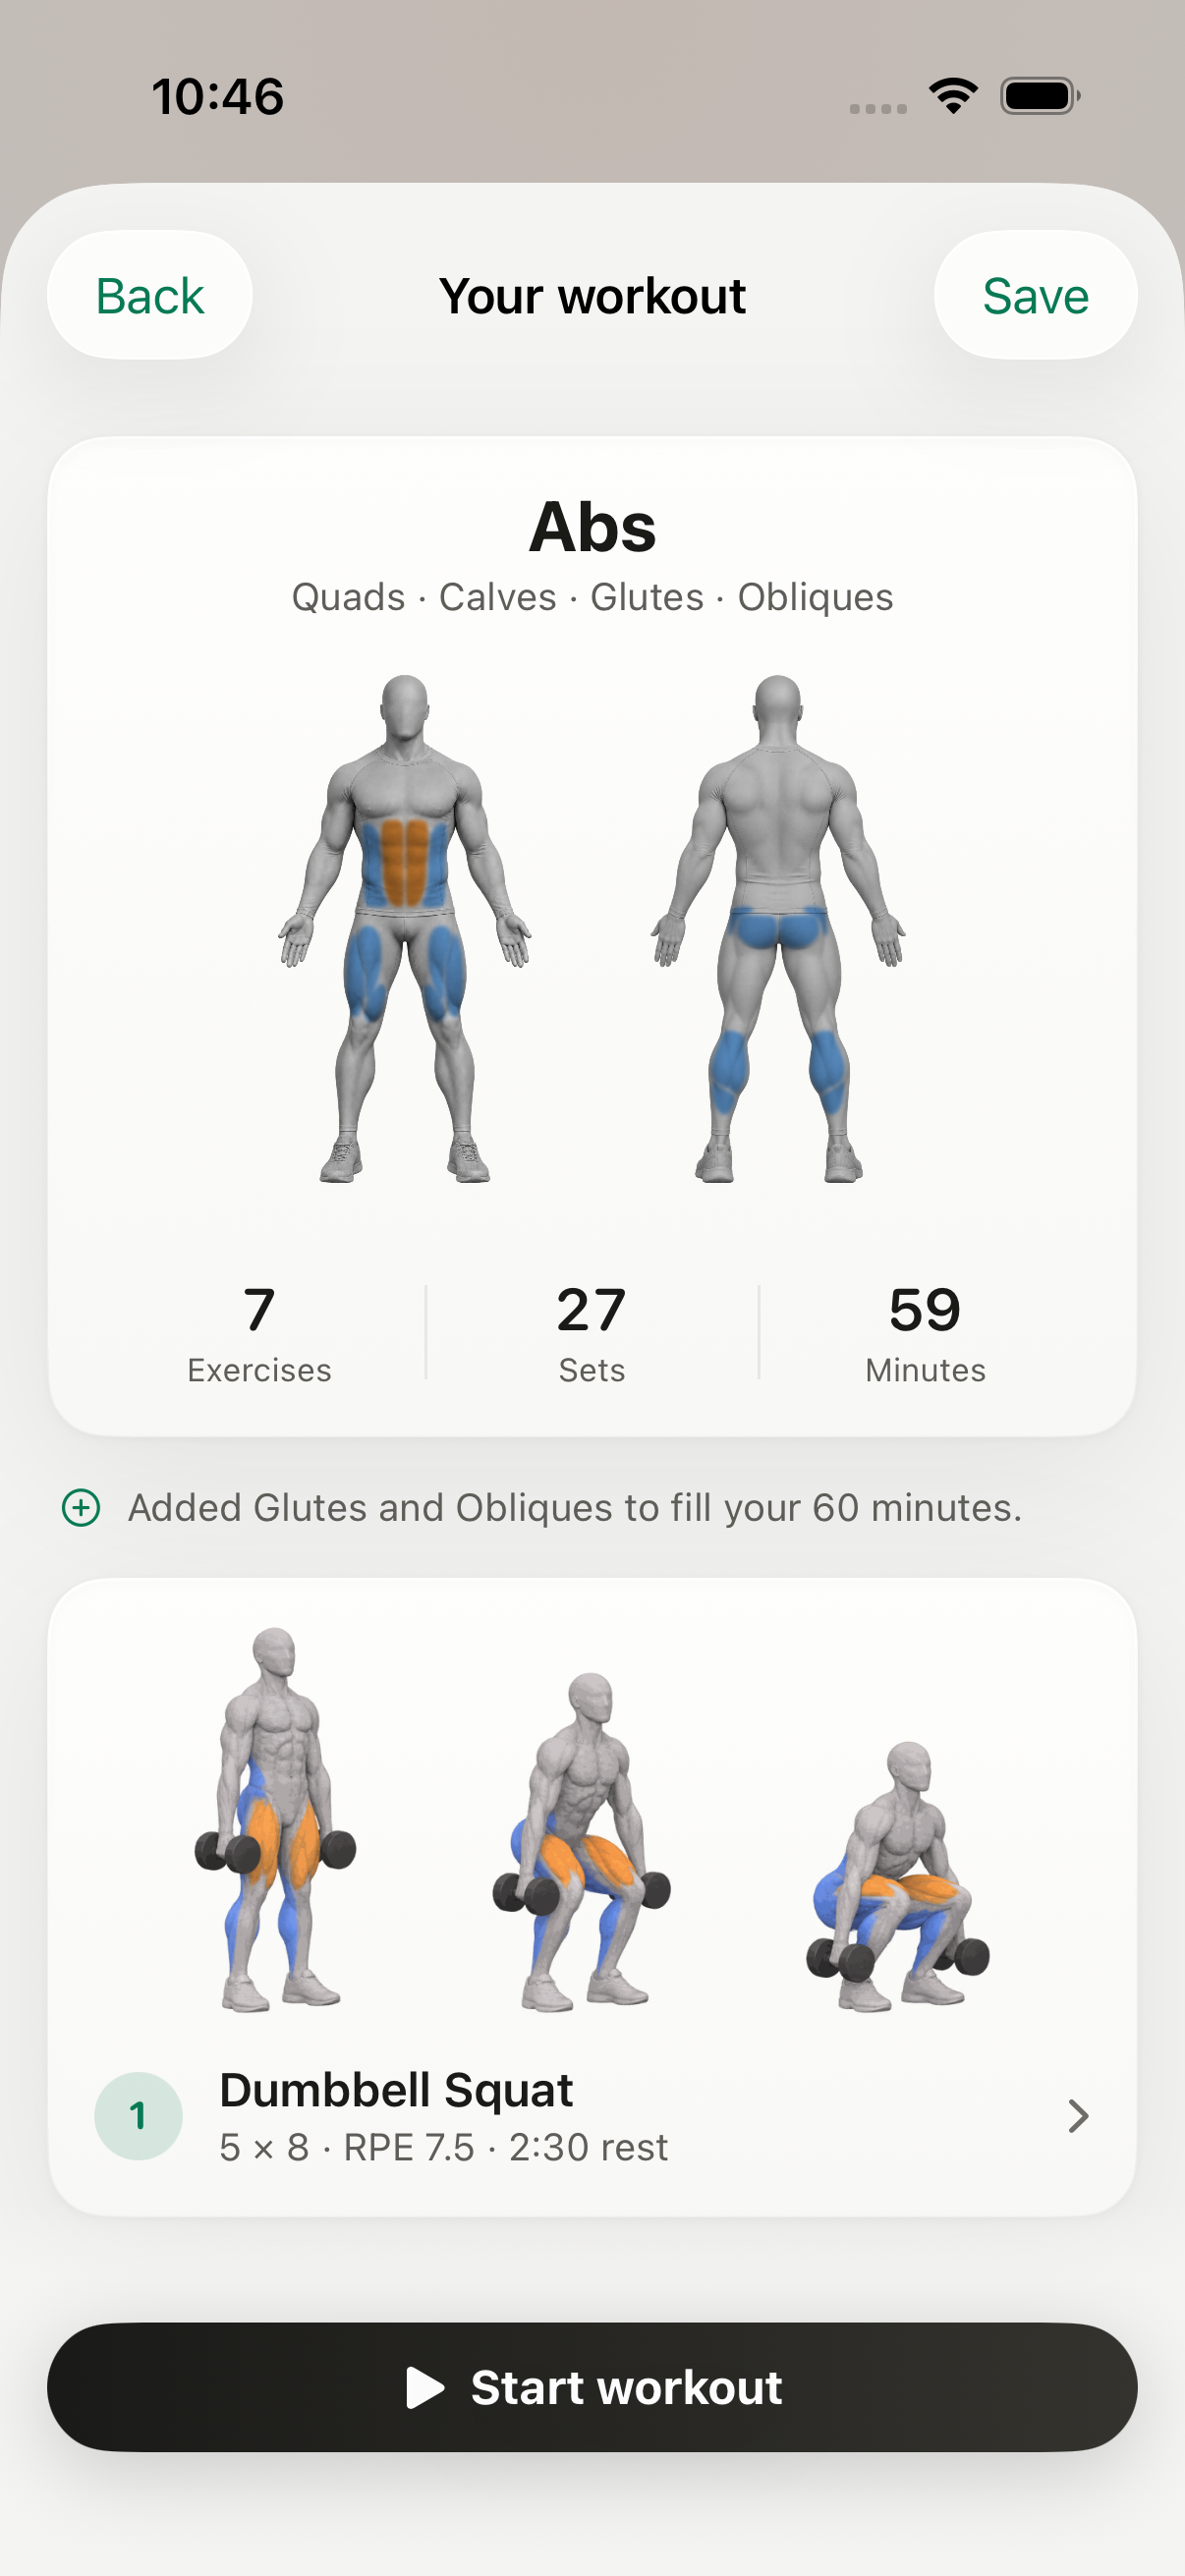 10:46
Back
Your workout
Save
Abs
Quads · Calves · Glutes · Obliques
7
27
59
Exercises
Sets
Minutes
Added Glutes and Obliques to fill your 60 minutes.
1
Dumbbell Squat
5 × 8 · RPE 7.5 · 2:30 rest
Start workout